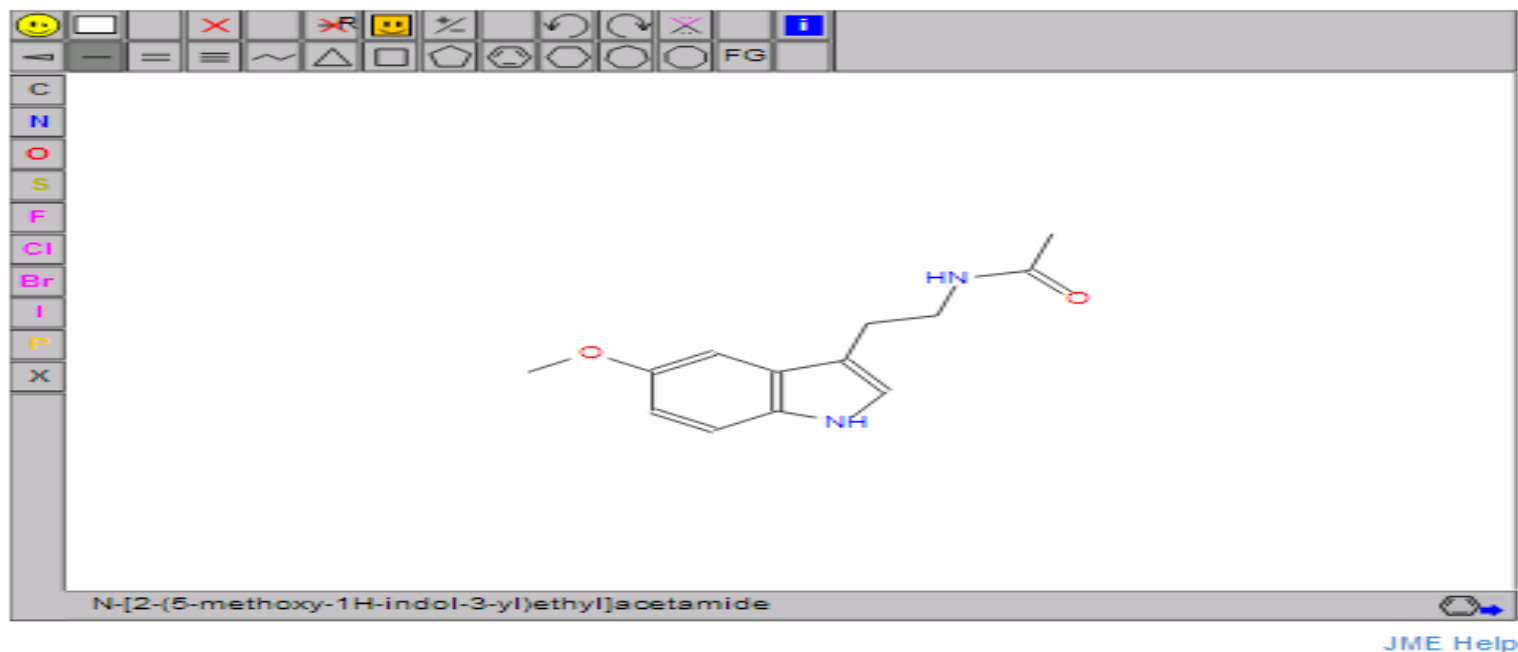 R +/-
i
FG
C
N
O
S
F
Cl
Br
I
P
X
HN
O
O
NH
N-[2-(5-methoxy-1H-indol-3-yl)ethyl]acetamide
JME Help